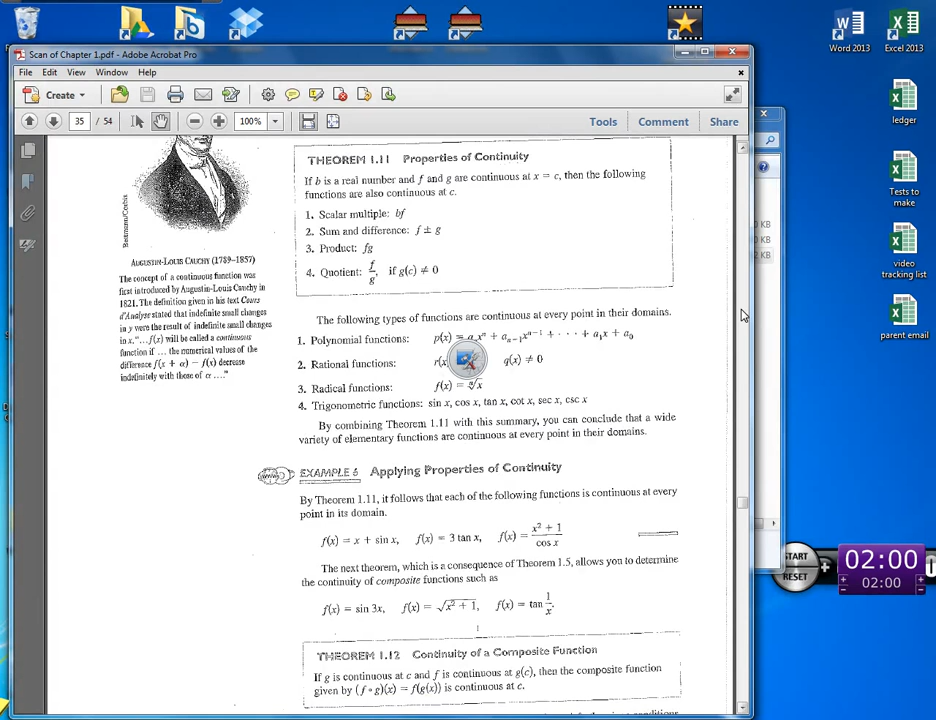 Word 2013
Excel 2013
Scan of Chapter 1.pdf - Adobe Acrobat Pro
File Edit View Window Help
Create
35 / 54
100%
Tools Comment Share
ledger
Tests to
make
video
tracking list
parent email
KB
KB
KB
Bettmann/Corbis
AUGUSTIN-LOUIS CAUCHY (1789–1857)
The concept of a continuous function was
first introduced by Augustin-Louis Cauchy in
1821. The definition given in his text Cours
d'Analyse stated that indefinite small changes
in y were the result of indefinite small changes
in x. "…f(x) will be called a continuous
function if … the numerical values of the
difference f(x + α) − f(x) decrease
indefinitely with those of α …."
THEOREM 1.11 Properties of Continuity
If b is a real number and f and g are continuous at x = c, then the following
functions are also continuous at c.
1. Scalar multiple: bf
2. Sum and difference: f ± g
3. Product: fg
4. Quotient: f/g, if g(c) ≠ 0
The following types of functions are continuous at every point in their domains.
1. Polynomial functions: p(x) = aₙxⁿ + aₙ₋₁xⁿ⁻¹ + · · · + a₁x + a₀
2. Rational functions: r(x q(x) ≠ 0
3. Radical functions: f(x) = ⁿ√x
4. Trigonometric functions: sin x, cos x, tan x, cot x, sec x, csc x
By combining Theorem 1.11 with this summary, you can conclude that a wide
variety of elementary functions are continuous at every point in their domains.
EXAMPLE 6 Applying Properties of Continuity
By Theorem 1.11, it follows that each of the following functions is continuous at every
point in its domain.
f(x) = x + sin x, f(x) = 3 tan x, f(x) = (x² + 1)/cos x
The next theorem, which is a consequence of Theorem 1.5, allows you to determine
the continuity of composite functions such as
f(x) = sin 3x, f(x) = √(x² + 1), f(x) = tan 1/x.
THEOREM 1.12 Continuity of a Composite Function
If g is continuous at c and f is continuous at g(c), then the composite function
given by (f ∘ g)(x) = f(g(x)) is continuous at c.
START
RESET
02:00
02:00